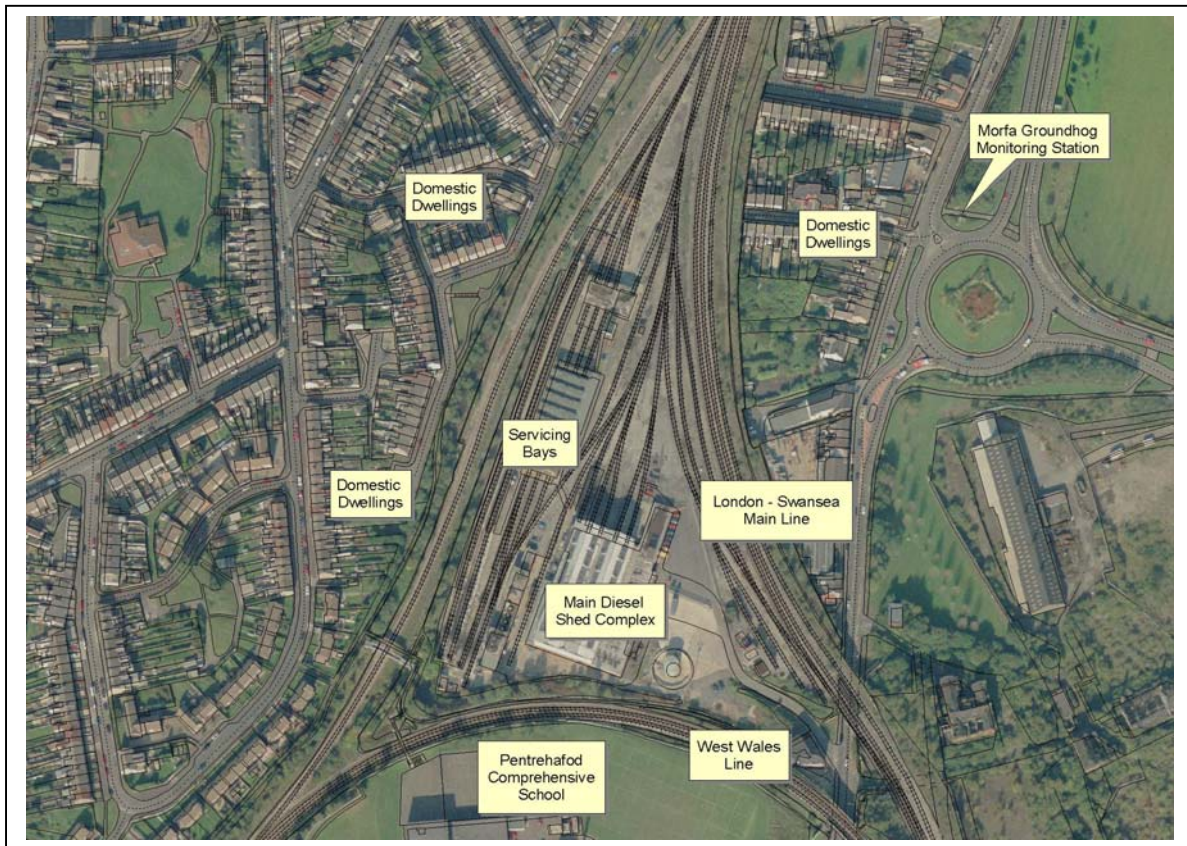 Morfa Groundhog
Monitoring Station
Domestic
Dwellings
Domestic
Dwellings
Servicing
Bays
Domestic
Dwellings
London - Swansea
Main Line
Main Diesel
Shed Complex
West Wales
Line
Pentrehafod
Comprehensive
School